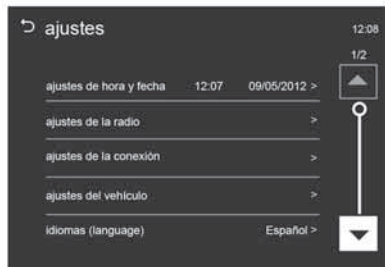 ajustes 12:08
1/2
ajustes de hora y fecha 12:07 09/05/2012 >
ajustes de la radio >
ajustes de la conexión >
ajustes del vehículo >
idiomas (language) Español >